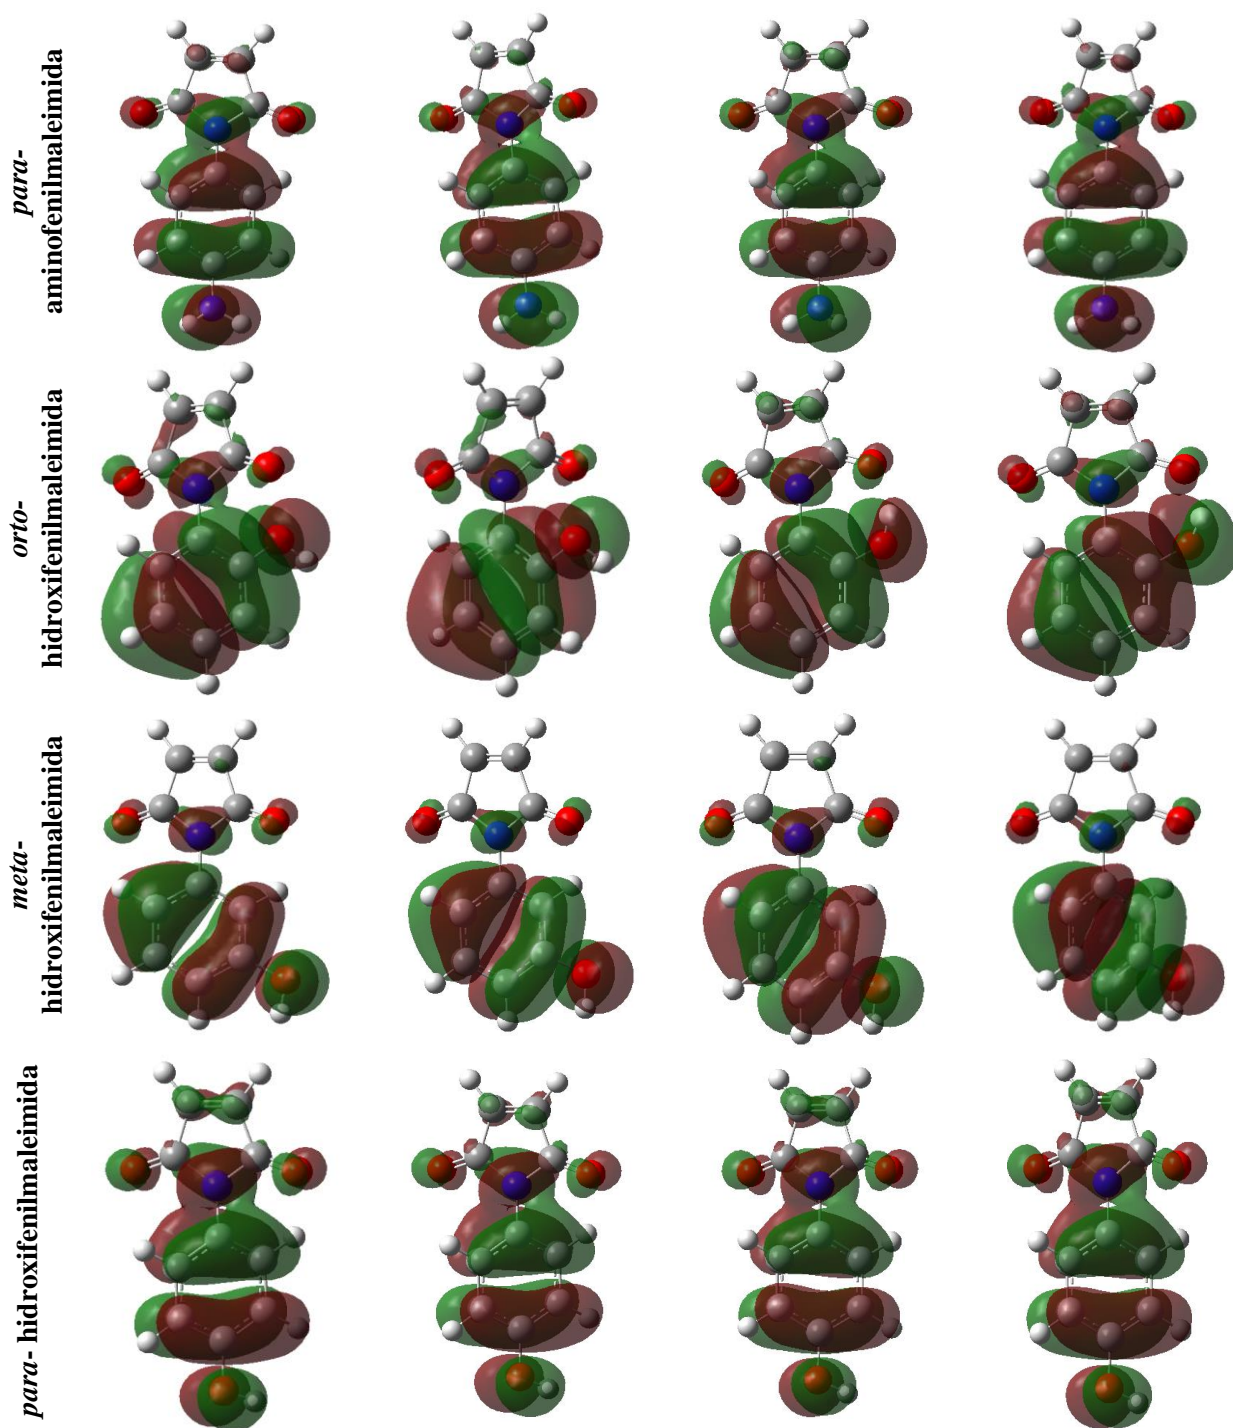 para-
aminofenilmaleimida
orto-
hidroxifenilmaleimida
meta-
hidroxifenilmaleimida
para- hidroxifenilmaleimida